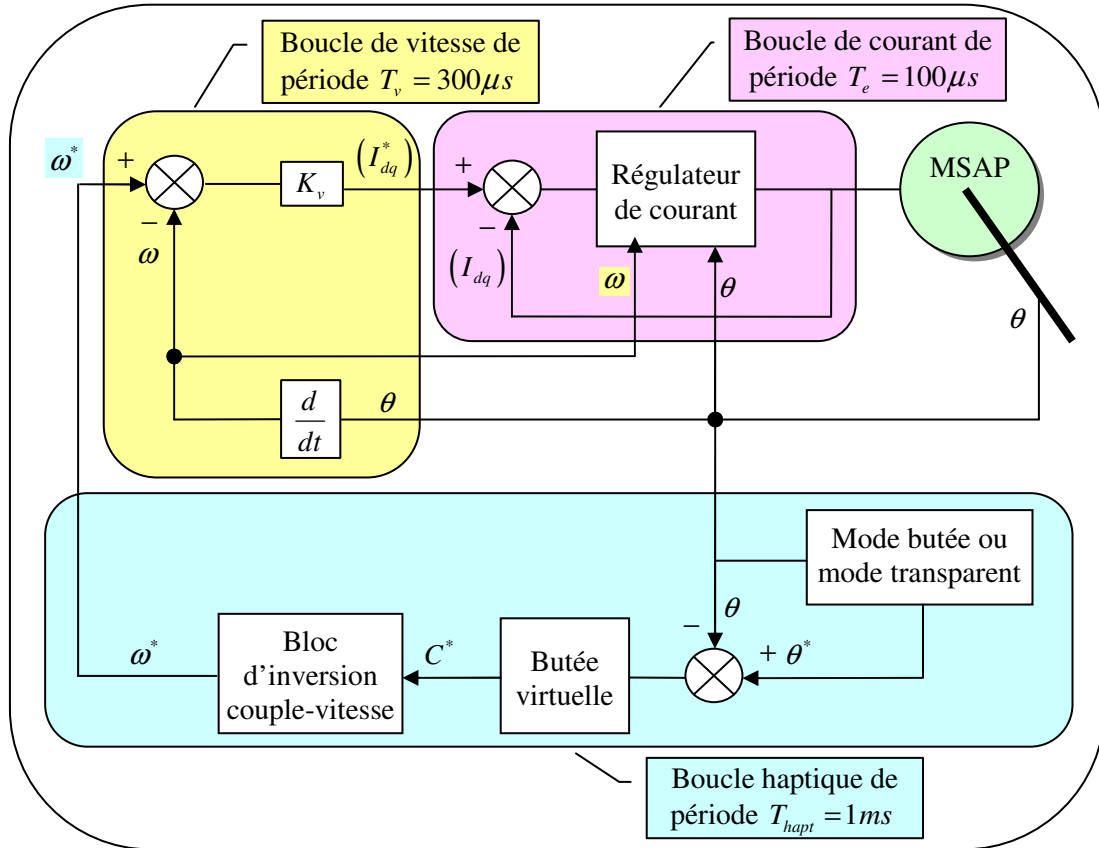 Boucle de vitesse de
période T_v = 300μs
Boucle de courant de
période T_e = 100μs
ω*
+
−
ω
K_v
(I*_dq)
+
−
(I_dq)
Régulateur
de courant
ω
θ
MSAP
θ
d
dt
θ
Mode butée ou
mode transparent
θ
−
+ θ*
Butée
virtuelle
C*
Bloc
d'inversion
couple-vitesse
ω*
Boucle haptique de
période T_hapt = 1ms